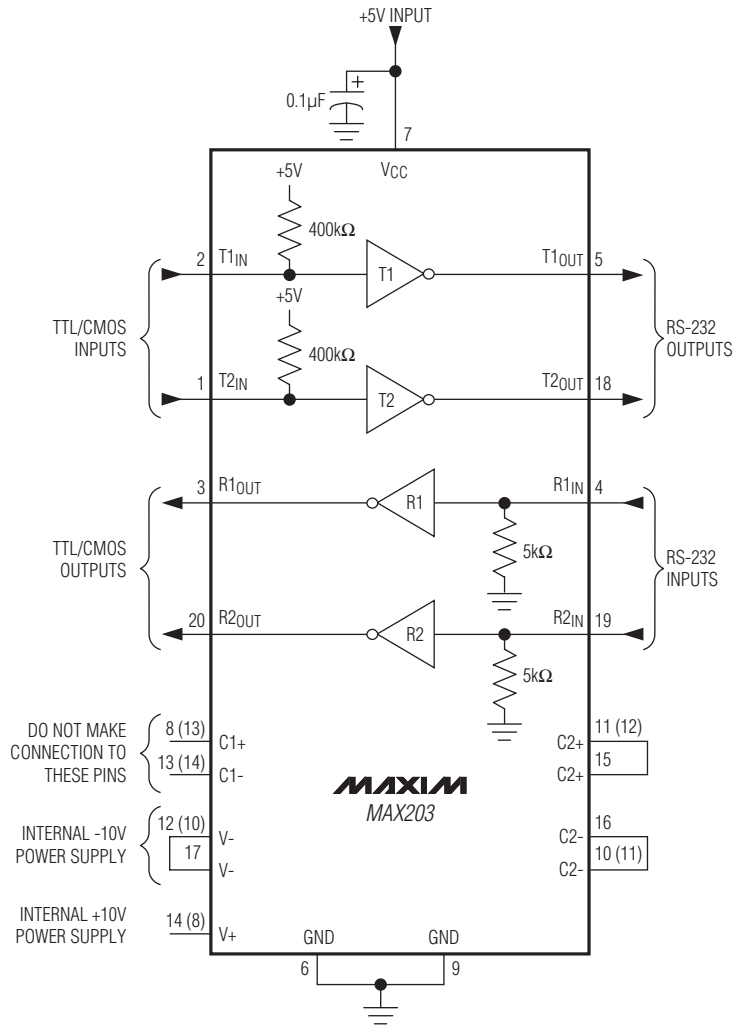 +5V INPUT
0.1µF
+
7
VCC
+5V
400kΩ
2
T1IN
T1
T1OUT
5
+5V
400kΩ
TTL/CMOS
INPUTS
RS-232
OUTPUTS
1
T2IN
T2
T2OUT
18
3
R1OUT
R1
R1IN
4
5kΩ
TTL/CMOS
OUTPUTS
RS-232
INPUTS
20
R2OUT
R2
R2IN
19
5kΩ
DO NOT MAKE
CONNECTION TO
THESE PINS
8 (13)
C1+
13 (14)
C1-
11 (12)
C2+
15
C2+
MAXIM
MAX203
INTERNAL -10V
POWER SUPPLY
12 (10)
V-
17
V-
16
C2-
10 (11)
C2-
INTERNAL +10V
POWER SUPPLY
14 (8)
V+
GND
GND
6
9